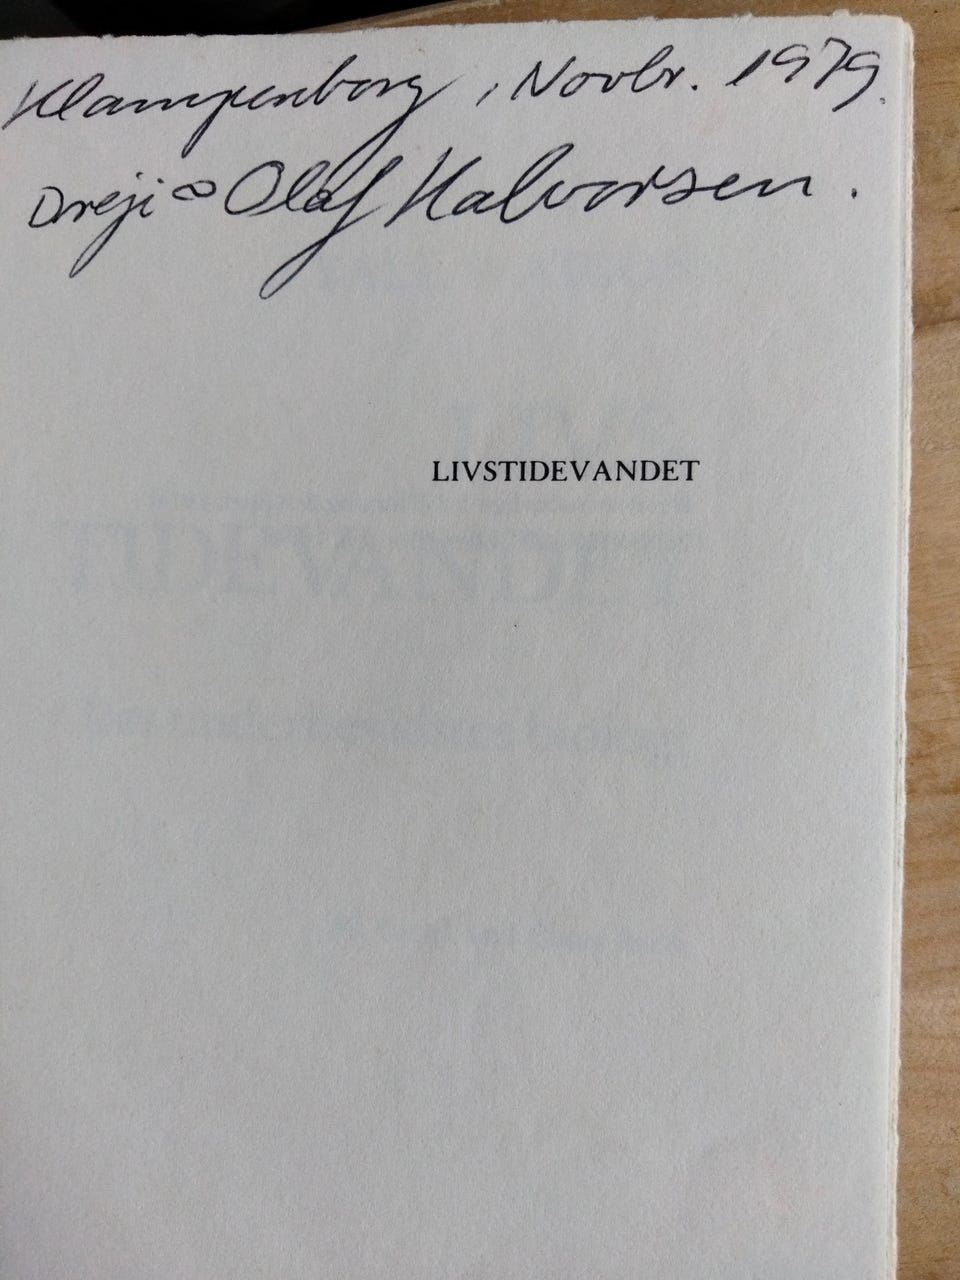 Klampenborg, Novbr. 1979.
Dreji ∞ Olaf Halvorsen.
LIVSTIDEVANDET